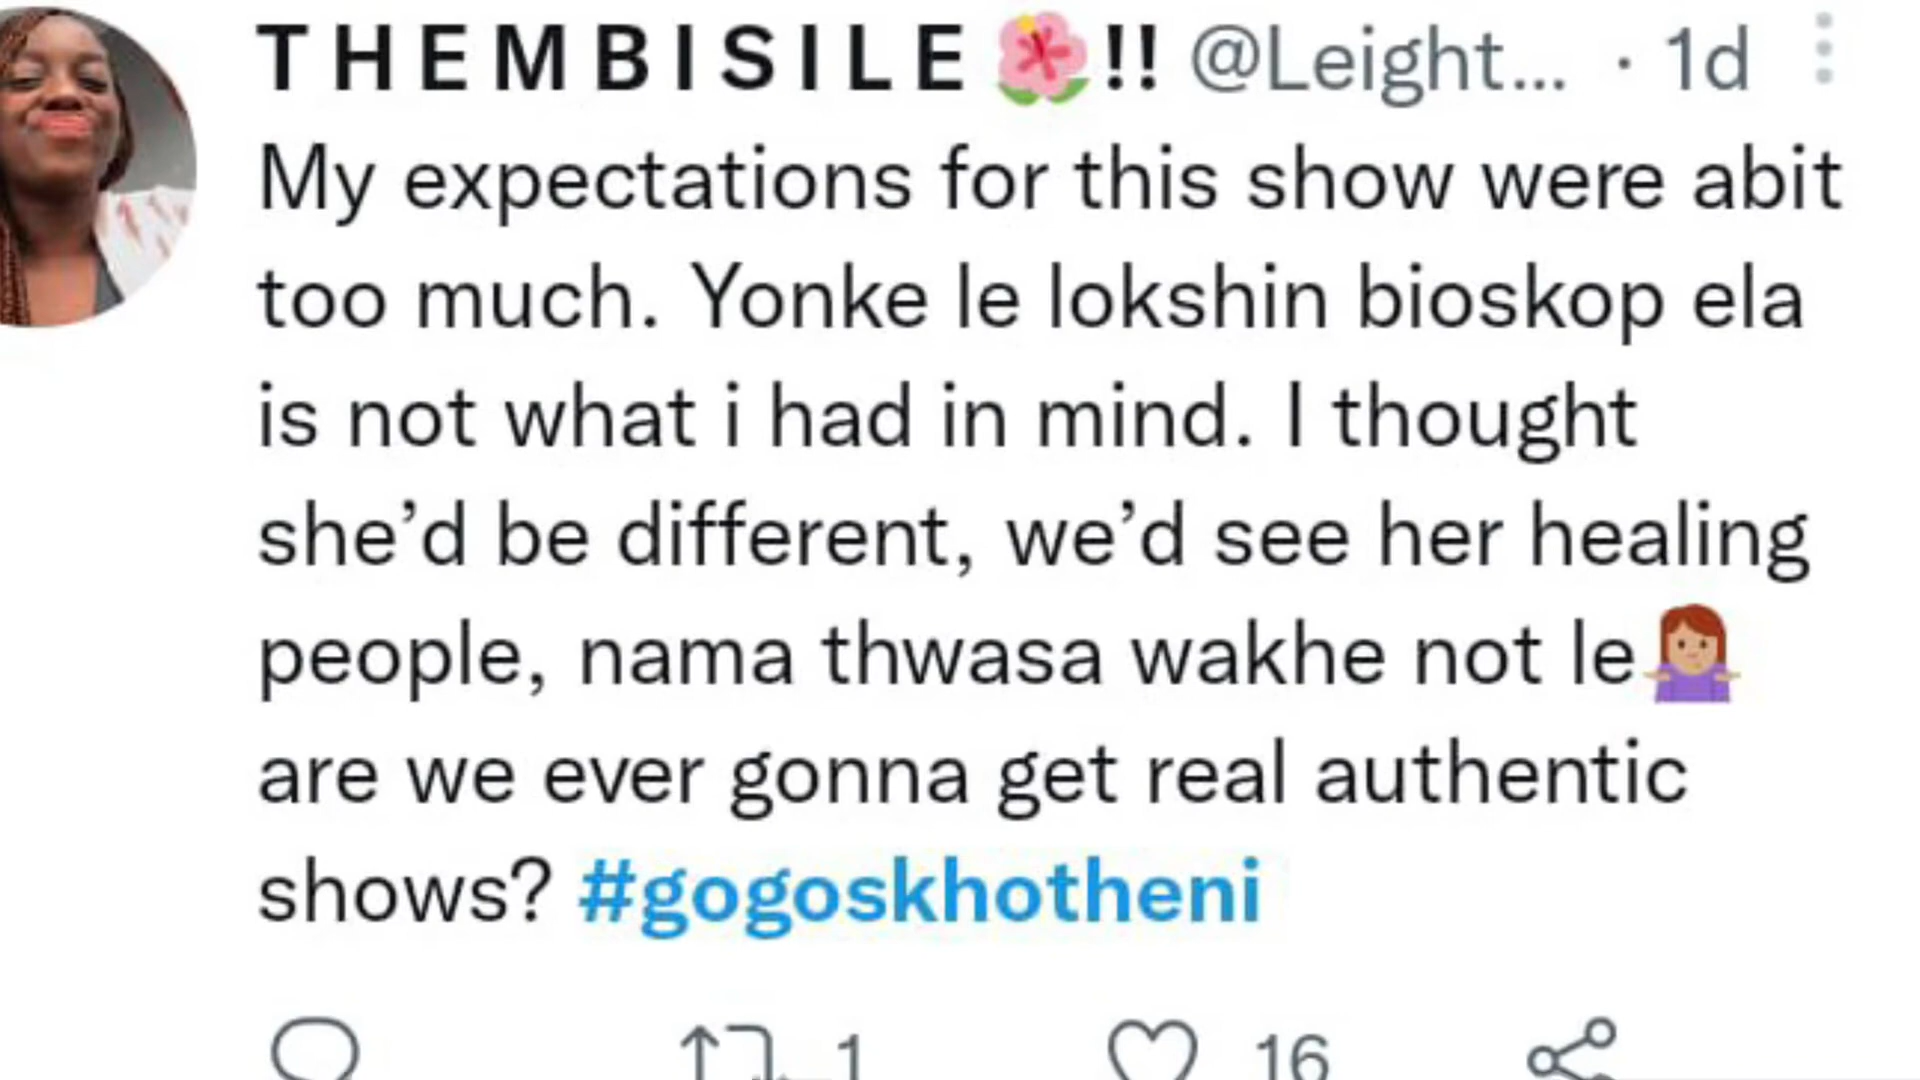 T H E M B I S I L E 🌺!! @Leight... · 1d
My expectations for this show were abit
too much. Yonke le lokshin bioskop ela
is not what i had in mind. I thought
she’d be different, we’d see her healing
people, nama thwasa wakhe not le🤷🏼‍♀️
are we ever gonna get real authentic
shows? #gogoskhotheni
1 16